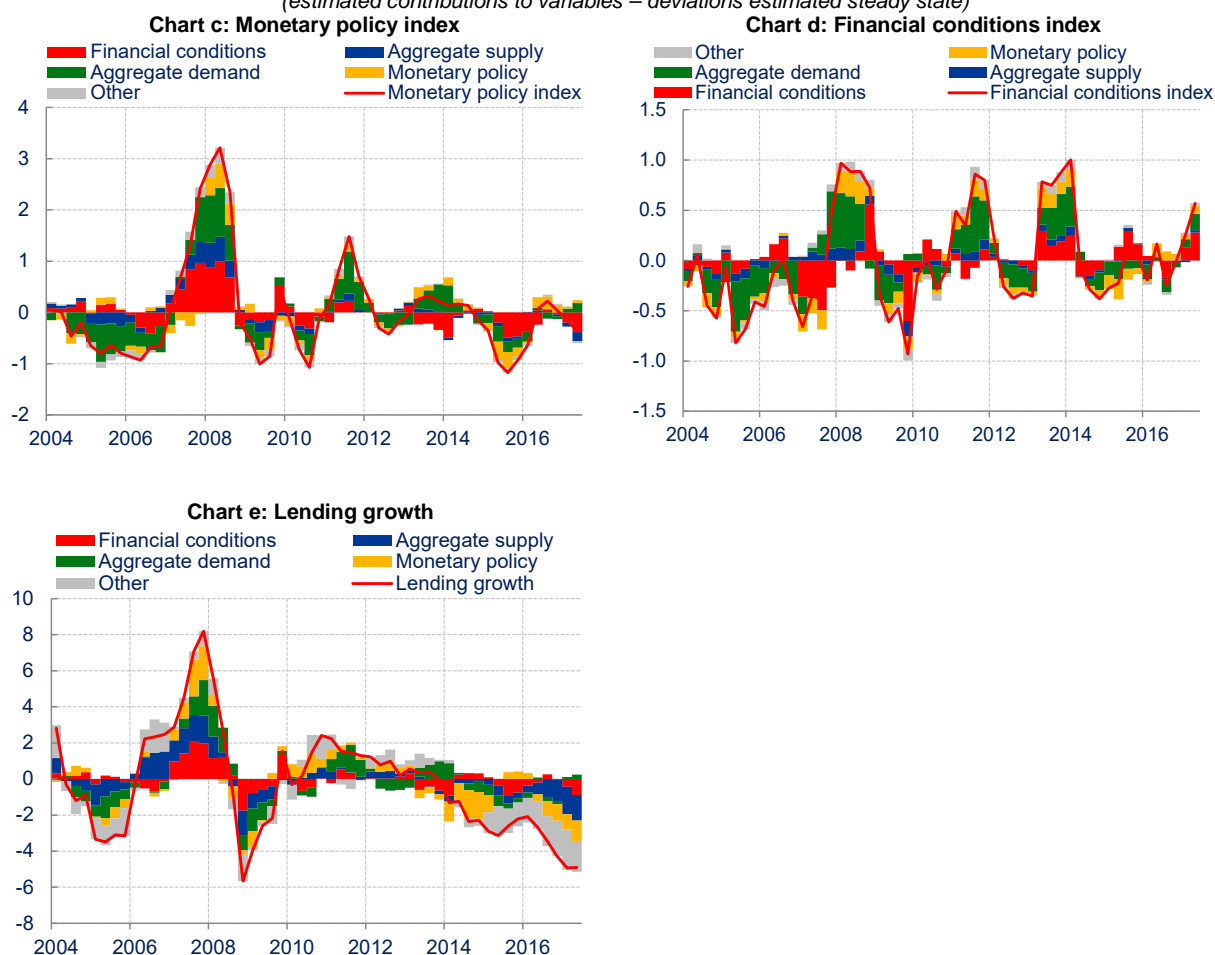 (estimated contributions to variables – deviations estimated steady state)
Chart c: Monetary policy index
Financial conditions Aggregate supply
Aggregate demand Monetary policy
Other Monetary policy index
4
3
2
1
0
-1
-2
2004 2006 2008 2010 2012 2014 2016
Chart d: Financial conditions index
Other Monetary policy
Aggregate demand Aggregate supply
Financial conditions Financial conditions index
1.5
1.0
0.5
0.0
-0.5
-1.0
-1.5
2004 2006 2008 2010 2012 2014 2016
Chart e: Lending growth
Financial conditions Aggregate supply
Aggregate demand Monetary policy
Other Lending growth
10
8
6
4
2
0
-2
-4
-6
-8
2004 2006 2008 2010 2012 2014 2016